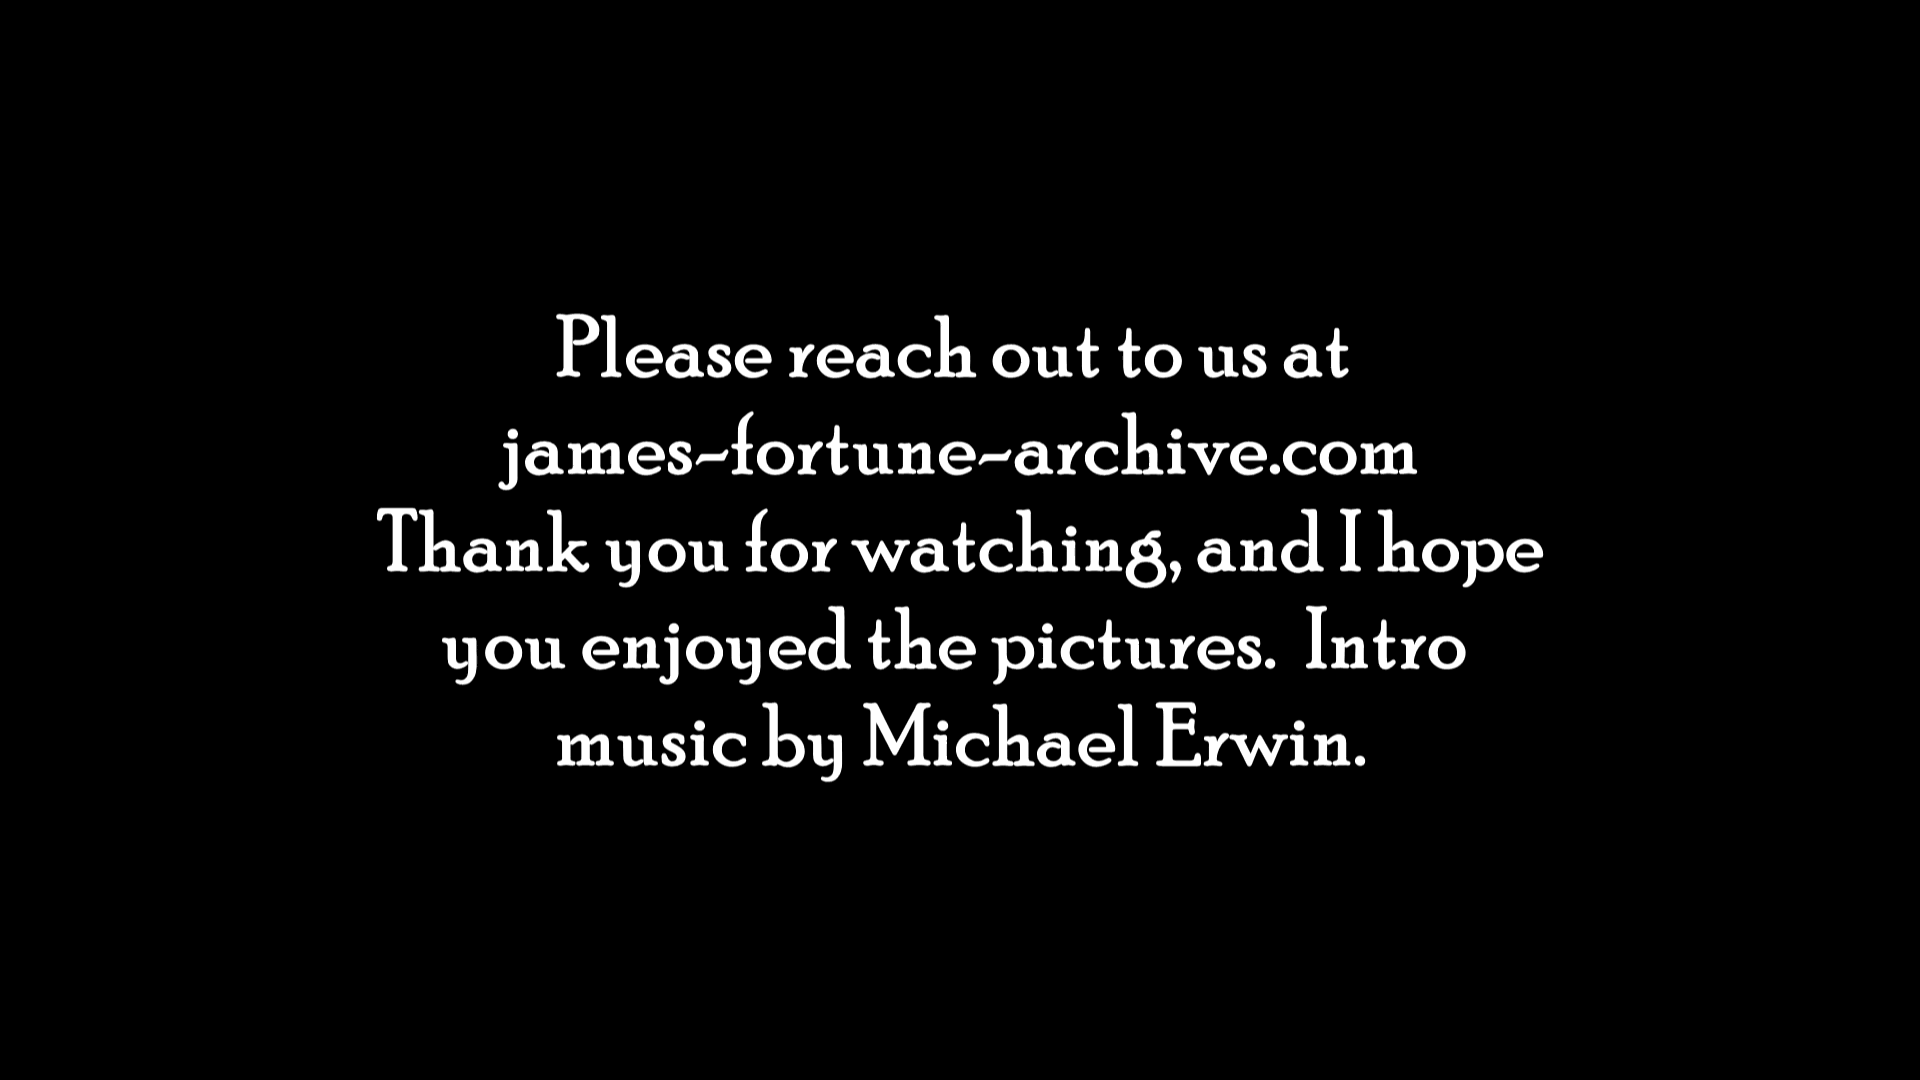 Please reach out to us at
james-fortune-archive.com
Thank you for watching, and I hope
you enjoyed the pictures.  Intro
music by Michael Erwin.